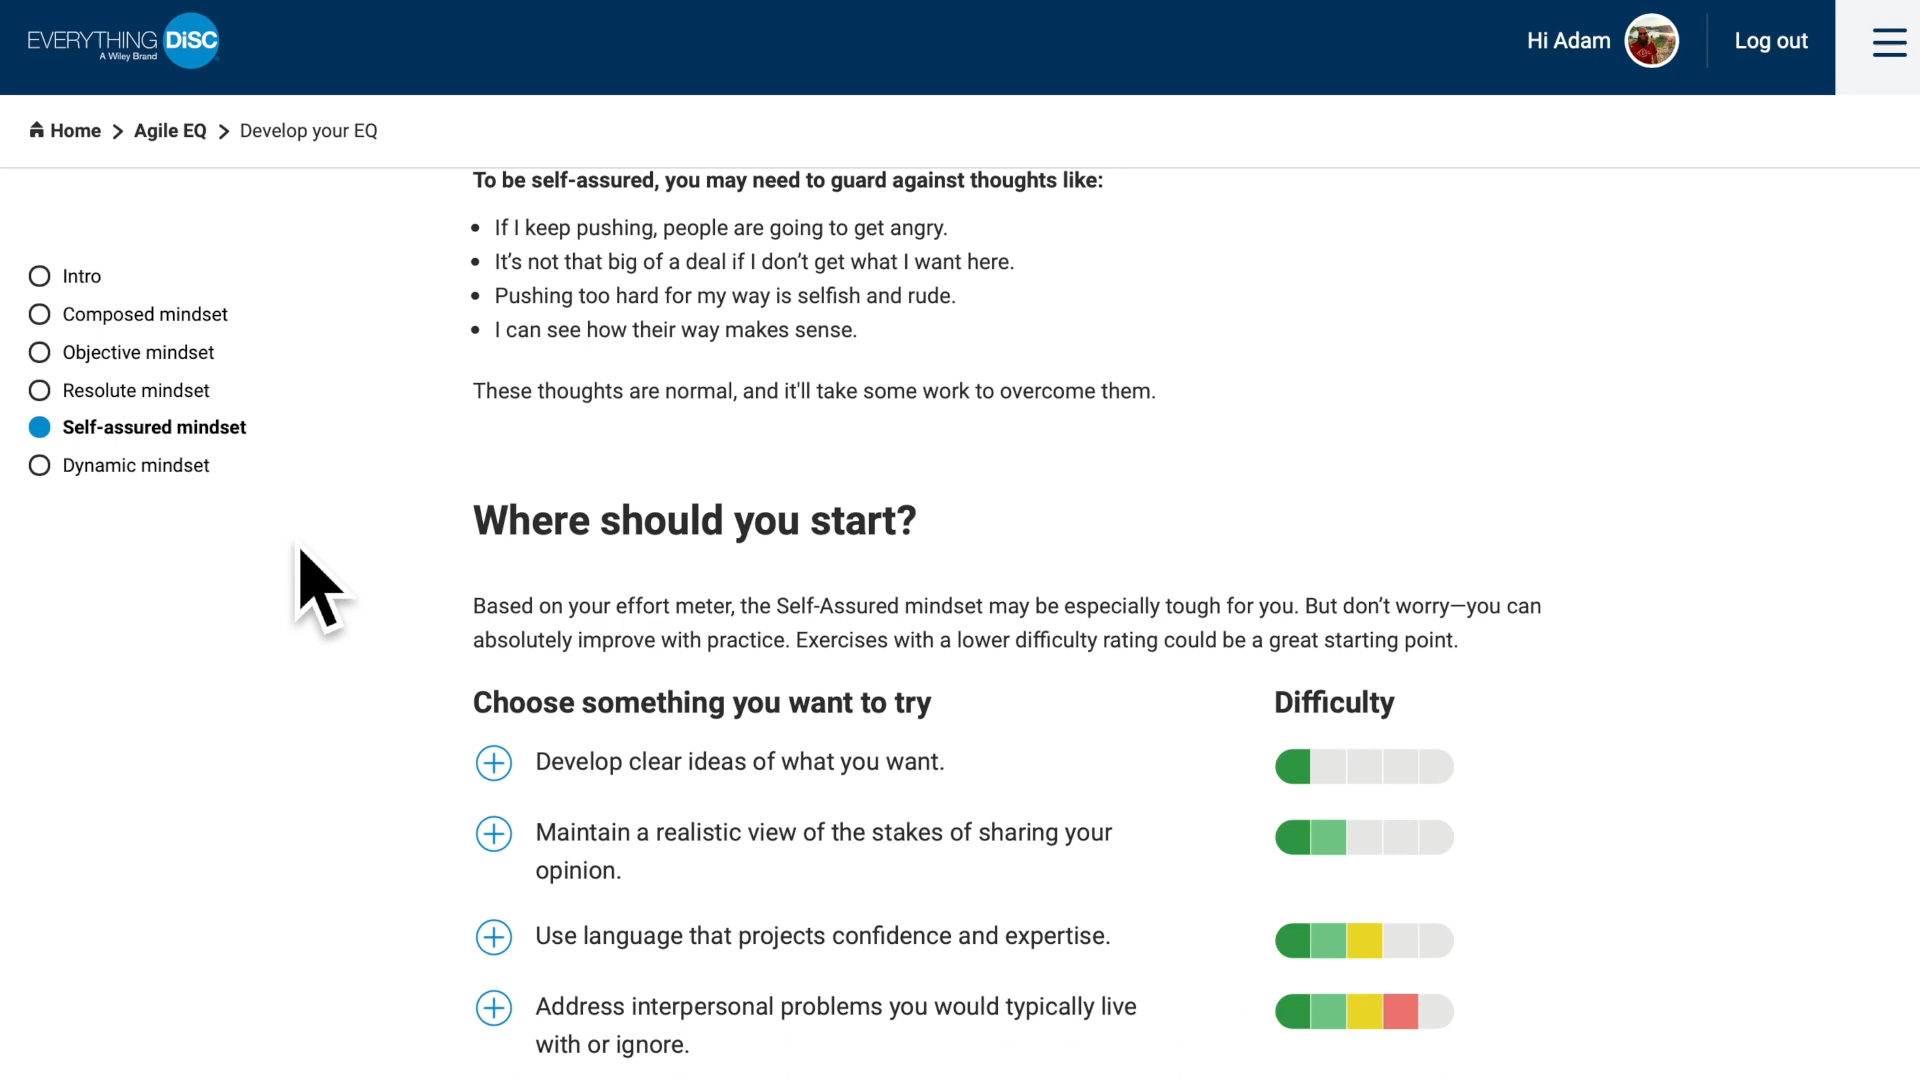 EVERYTHING DiSC
A Wiley Brand
Hi Adam
Log out
Home > Agile EQ > Develop your EQ
To be self-assured, you may need to guard against thoughts like:
• If I keep pushing, people are going to get angry.
• It’s not that big of a deal if I don’t get what I want here.
• Pushing too hard for my way is selfish and rude.
• I can see how their way makes sense.
These thoughts are normal, and it'll take some work to overcome them.
Intro
Composed mindset
Objective mindset
Resolute mindset
Self-assured mindset
Dynamic mindset
Where should you start?
Based on your effort meter, the Self-Assured mindset may be especially tough for you. But don’t worry—you can
absolutely improve with practice. Exercises with a lower difficulty rating could be a great starting point.
Choose something you want to try
Difficulty
Develop clear ideas of what you want.
Maintain a realistic view of the stakes of sharing your
opinion.
Use language that projects confidence and expertise.
Address interpersonal problems you would typically live
with or ignore.